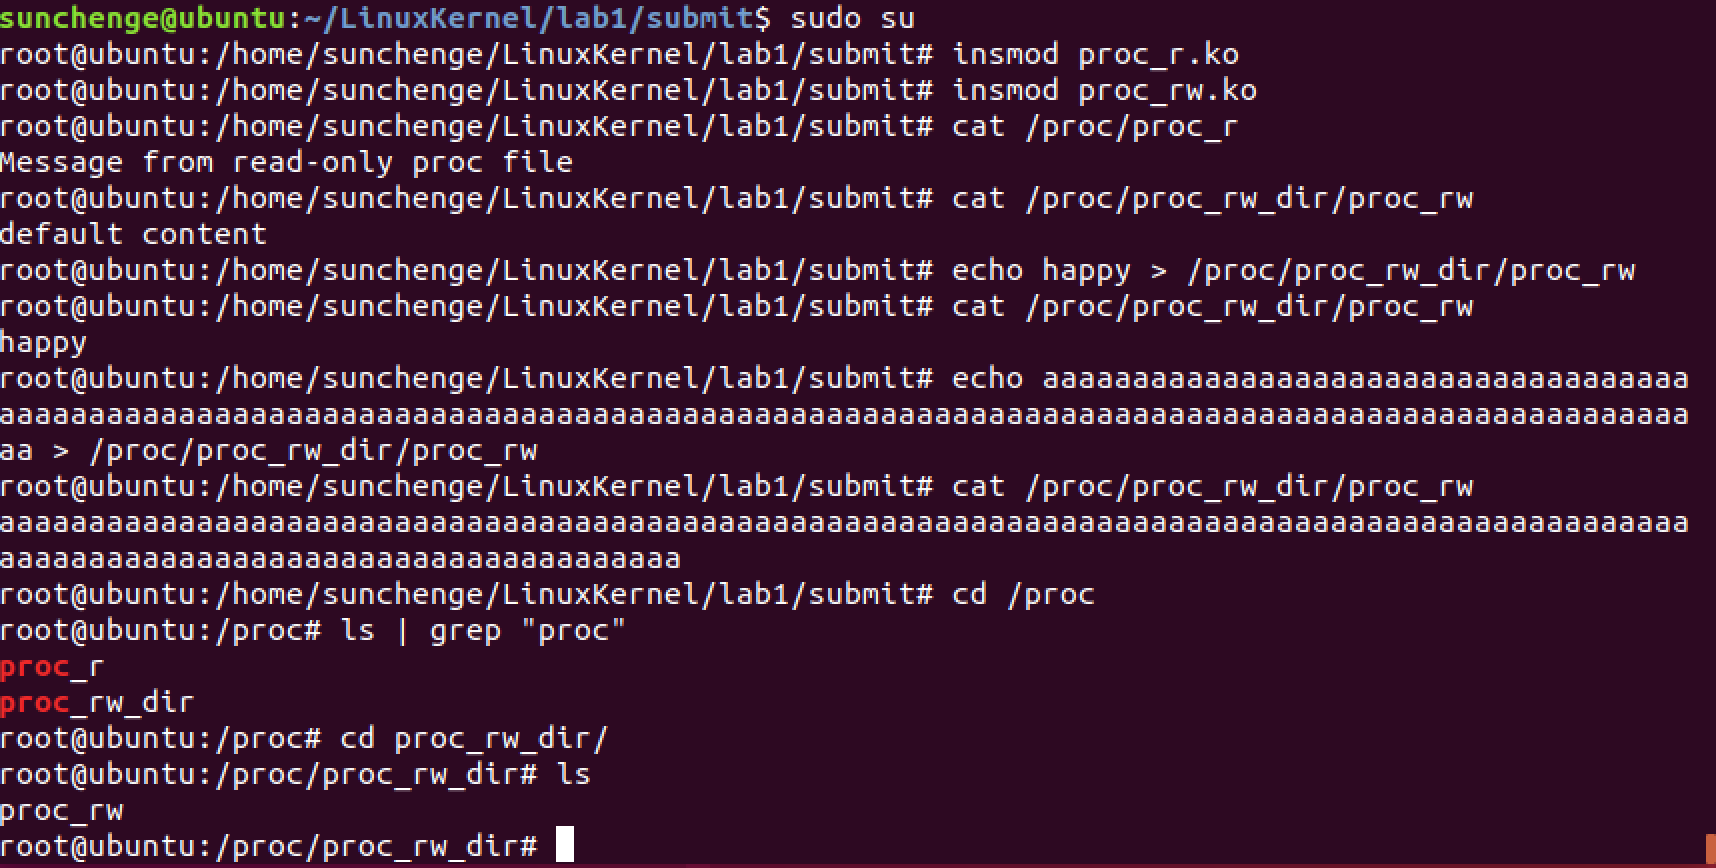 sunchenge@ubuntu:~/LinuxKernel/lab1/submit$ sudo su
root@ubuntu:/home/sunchenge/LinuxKernel/lab1/submit# insmod proc_r.ko
root@ubuntu:/home/sunchenge/LinuxKernel/lab1/submit# insmod proc_rw.ko
root@ubuntu:/home/sunchenge/LinuxKernel/lab1/submit# cat /proc/proc_r
Message from read-only proc file
root@ubuntu:/home/sunchenge/LinuxKernel/lab1/submit# cat /proc/proc_rw_dir/proc_rw
default content
root@ubuntu:/home/sunchenge/LinuxKernel/lab1/submit# echo happy > /proc/proc_rw_dir/proc_rw
root@ubuntu:/home/sunchenge/LinuxKernel/lab1/submit# cat /proc/proc_rw_dir/proc_rw
happy
root@ubuntu:/home/sunchenge/LinuxKernel/lab1/submit# echo aaaaaaaaaaaaaaaaaaaaaaaaaaaaaaaaaaaa
aaaaaaaaaaaaaaaaaaaaaaaaaaaaaaaaaaaaaaaaaaaaaaaaaaaaaaaaaaaaaaaaaaaaaaaaaaaaaaaaaaaaaaaaaaaaaa
aa > /proc/proc_rw_dir/proc_rw
root@ubuntu:/home/sunchenge/LinuxKernel/lab1/submit# cat /proc/proc_rw_dir/proc_rw
aaaaaaaaaaaaaaaaaaaaaaaaaaaaaaaaaaaaaaaaaaaaaaaaaaaaaaaaaaaaaaaaaaaaaaaaaaaaaaaaaaaaaaaaaaaaaa
aaaaaaaaaaaaaaaaaaaaaaaaaaaaaaaaaaaaaa
root@ubuntu:/home/sunchenge/LinuxKernel/lab1/submit# cd /proc
root@ubuntu:/proc# ls | grep "proc"
proc_r
proc_rw_dir
root@ubuntu:/proc# cd proc_rw_dir/
root@ubuntu:/proc/proc_rw_dir# ls
proc_rw
root@ubuntu:/proc/proc_rw_dir#